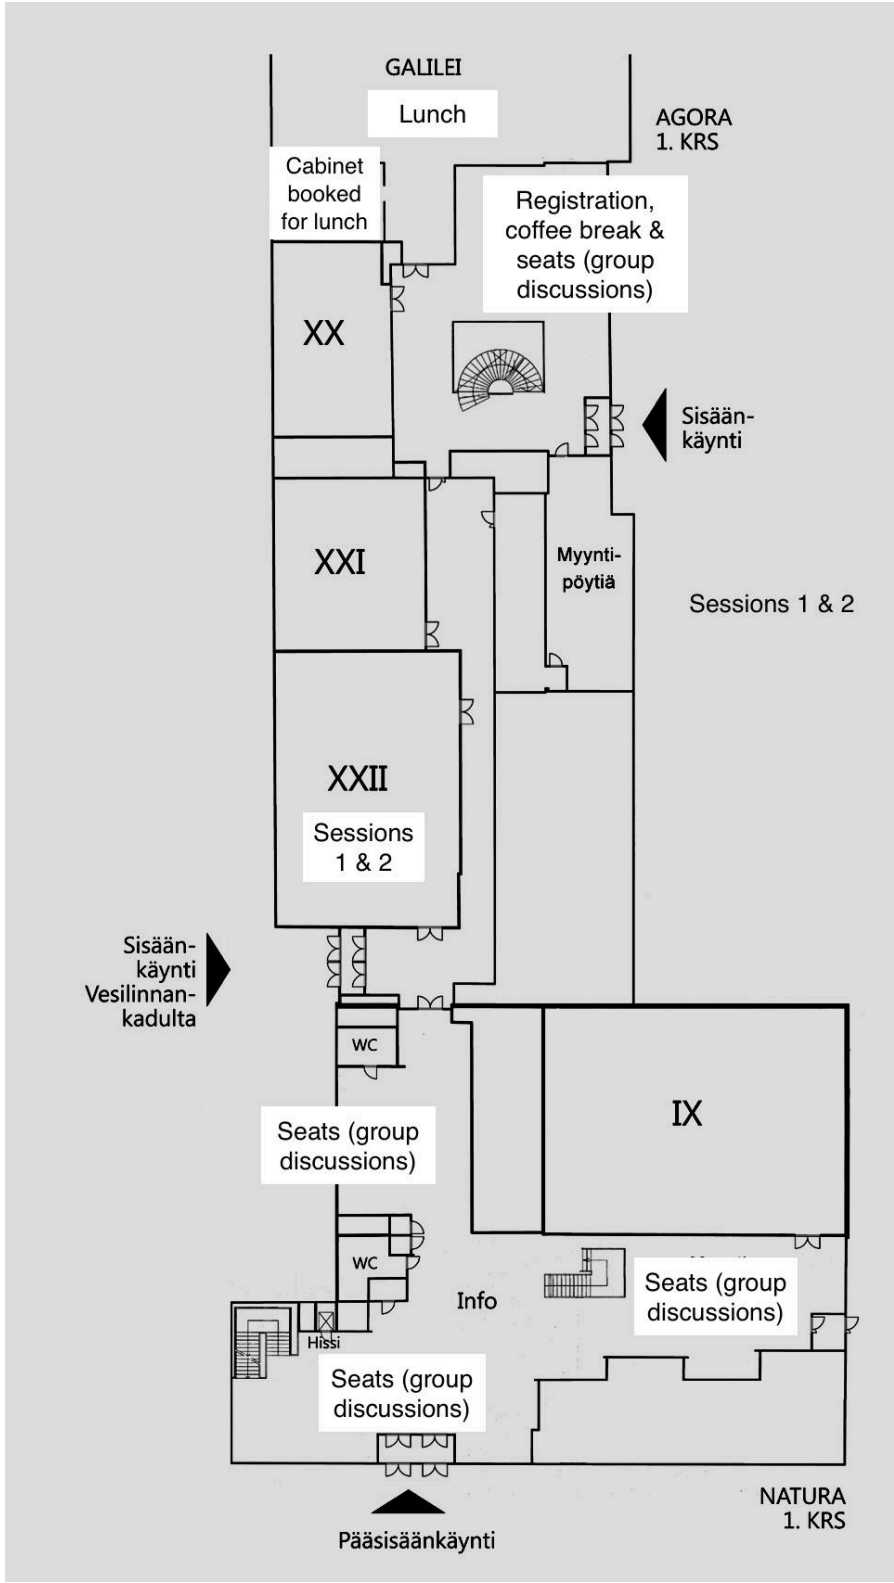 GALILEI
Lunch
AGORA
1. KRS
Cabinet
booked
for lunch
Registration,
coffee break &
seats (group
discussions)
XX
Sisään-
käynti
XXI
Myynti-
pöytiä
Sessions 1 & 2
XXII
Sessions
1 & 2
Sisään-
käynti
Vesilinnan-
kadulta
WC
IX
Seats (group
discussions)
WC
Info
Seats (group
discussions)
Hissi
Seats (group
discussions)
NATURA
1. KRS
Pääsisäänkäynti